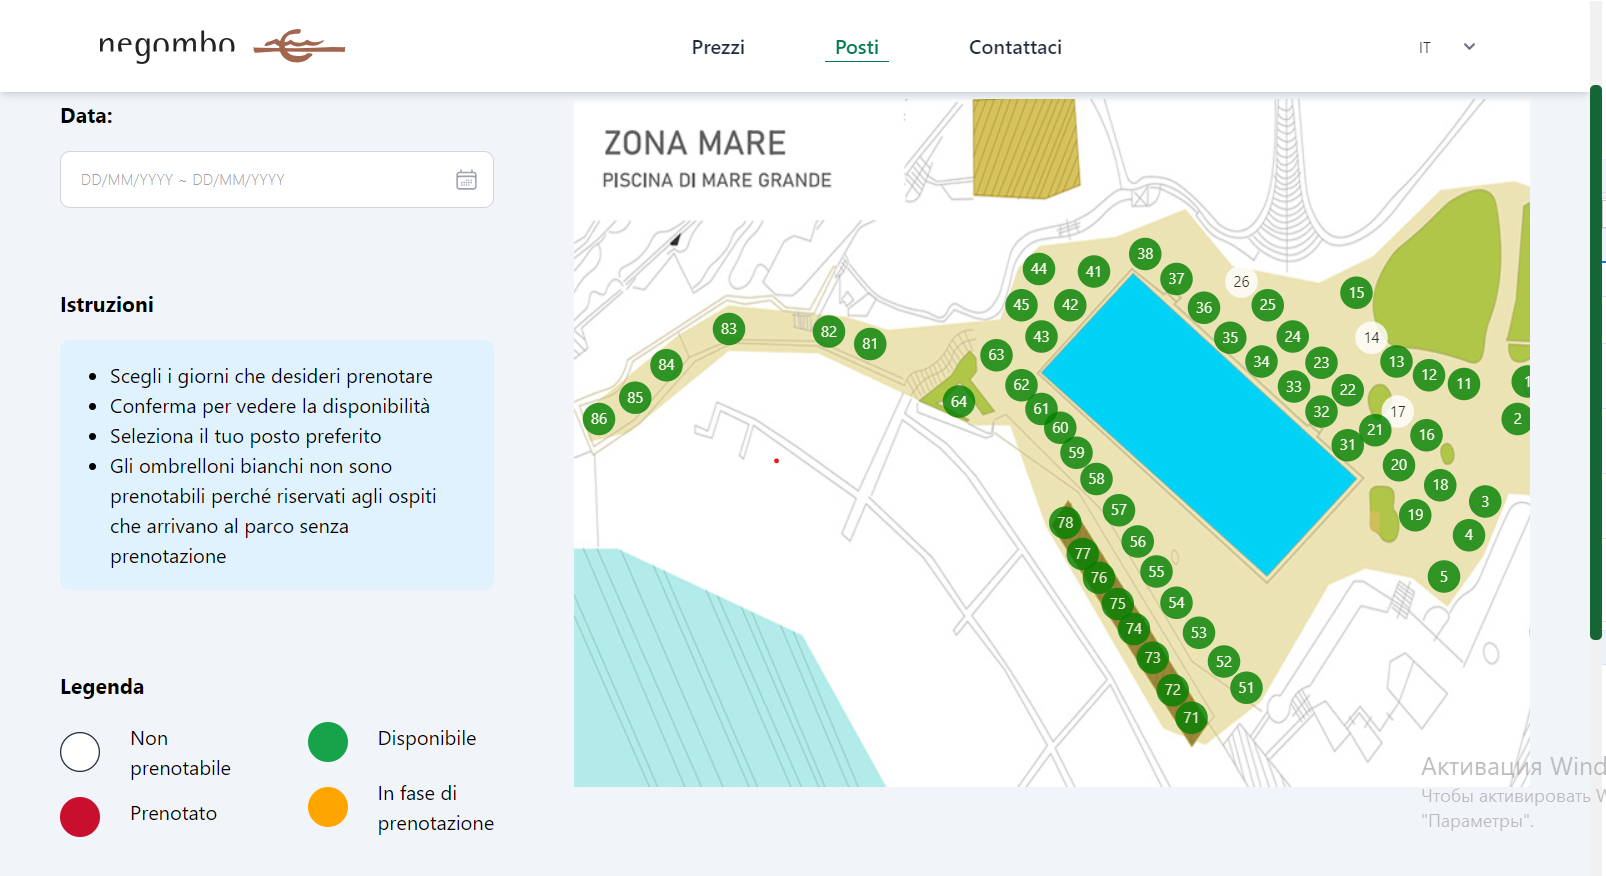 negombo
Prezzi
Posti
Contattaci
IT
Data:
DD/MM/YYYY ~ DD/MM/YYYY
Istruzioni
Scegli i giorni che desideri prenotare
Conferma per vedere la disponibilità
Seleziona il tuo posto preferito
Gli ombrelloni bianchi non sono
prenotabili perché riservati agli ospiti
che arrivano al parco senza
prenotazione
Legenda
Non
prenotabile
Disponibile
Prenotato
In fase di
prenotazione
ZONA MARE
PISCINA DI MARE GRANDE
38
44
41
37
26
15
45
42
36
25
83
82
81
43
35
24
14
63
34
23
13
84
12
11
62
33
22
85
64
61
32
17
86
60
21
16
2
59
31
20
58
18
57
3
78
19
56
4
77
55
76
5
75
54
74
53
73
52
72
51
71
Активация Wind
Чтобы активировать
"Параметры".